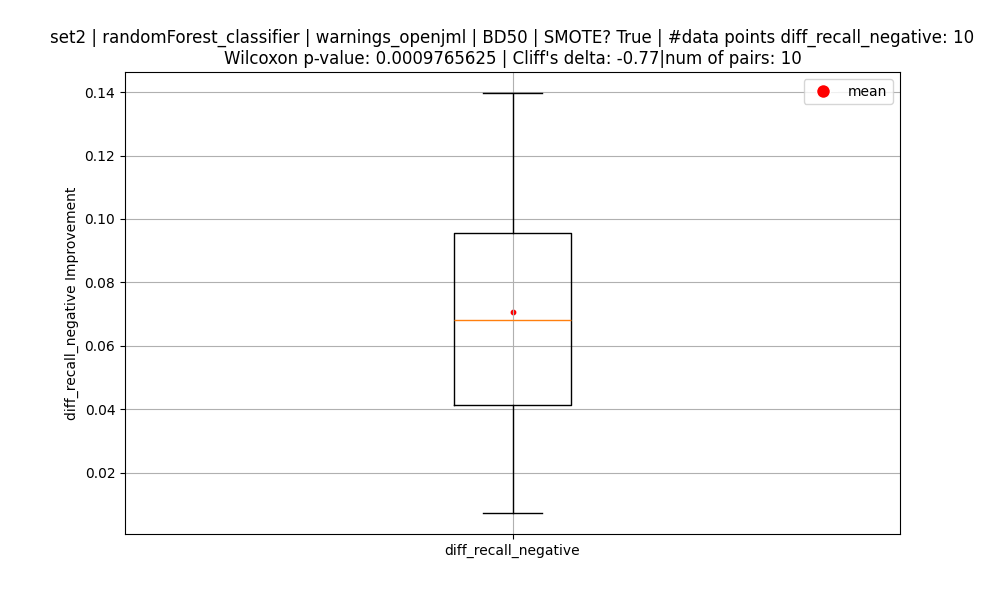 set2 | randomForest_classifier | warnings_openjml | BD50 | SMOTE? True | #data points diff_recall_negative: 10
Wilcoxon p-value: 0.0009765625 | Cliff's delta: -0.77|num of pairs: 10
mean
0.14
0.12
0.10
0.08
0.06
0.04
0.02
diff_recall_negative Improvement
diff_recall_negative